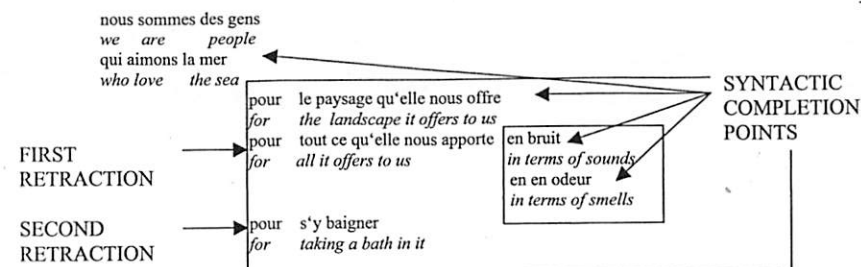 nous sommes des gens
we are people
qui aimons la mer
who love the sea
SYNTACTIC
COMPLETION
POINTS
pour le paysage qu'elle nous offre
for the landscape it offers to us
pour tout ce qu'elle nous apporte en bruit
for all it offers to us in terms of sounds
en en odeur
in terms of smells
FIRST
RETRACTION
pour s'y baigner
for taking a bath in it
SECOND
RETRACTION